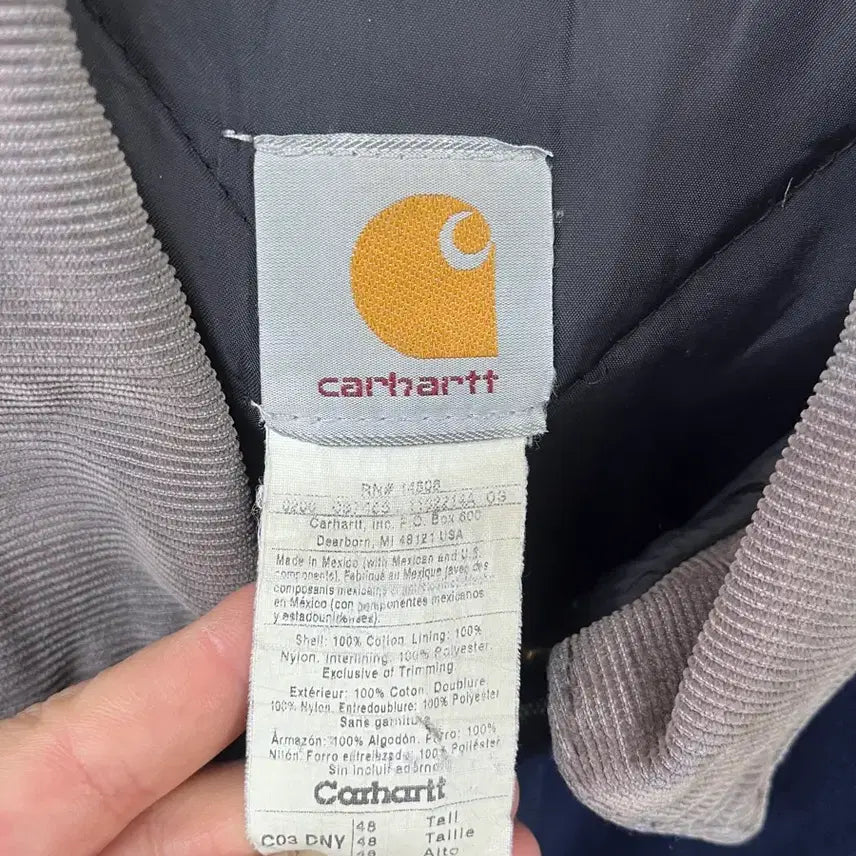 carhartt
RN# 14806
Carhartt, Inc. P.O. Box 600
Dearborn, MI 48121 USA
Made in Mexico (with Mexican and U.S.
components). Fabriqué au Mexique (avec des
composants mexicains
en México (con componentes mexicanos
y estadounidenses).
Shell: 100% Cotton. Lining: 100%
Nylon. Interlining: 100% Polyester.
Exclusive of Trimming
Extérieur: 100% Coton. Doublure:
100% Nylon. Entredoublure: 100% Polyester
Sans garniture
Armazón: 100% Algodón. Forro: 100%
Nilón. Forro entrelazado: 100% Poliéster
Sin incluir adorno
Carhartt
48 Tall
C03 DNY 48 Taille
48 Alto